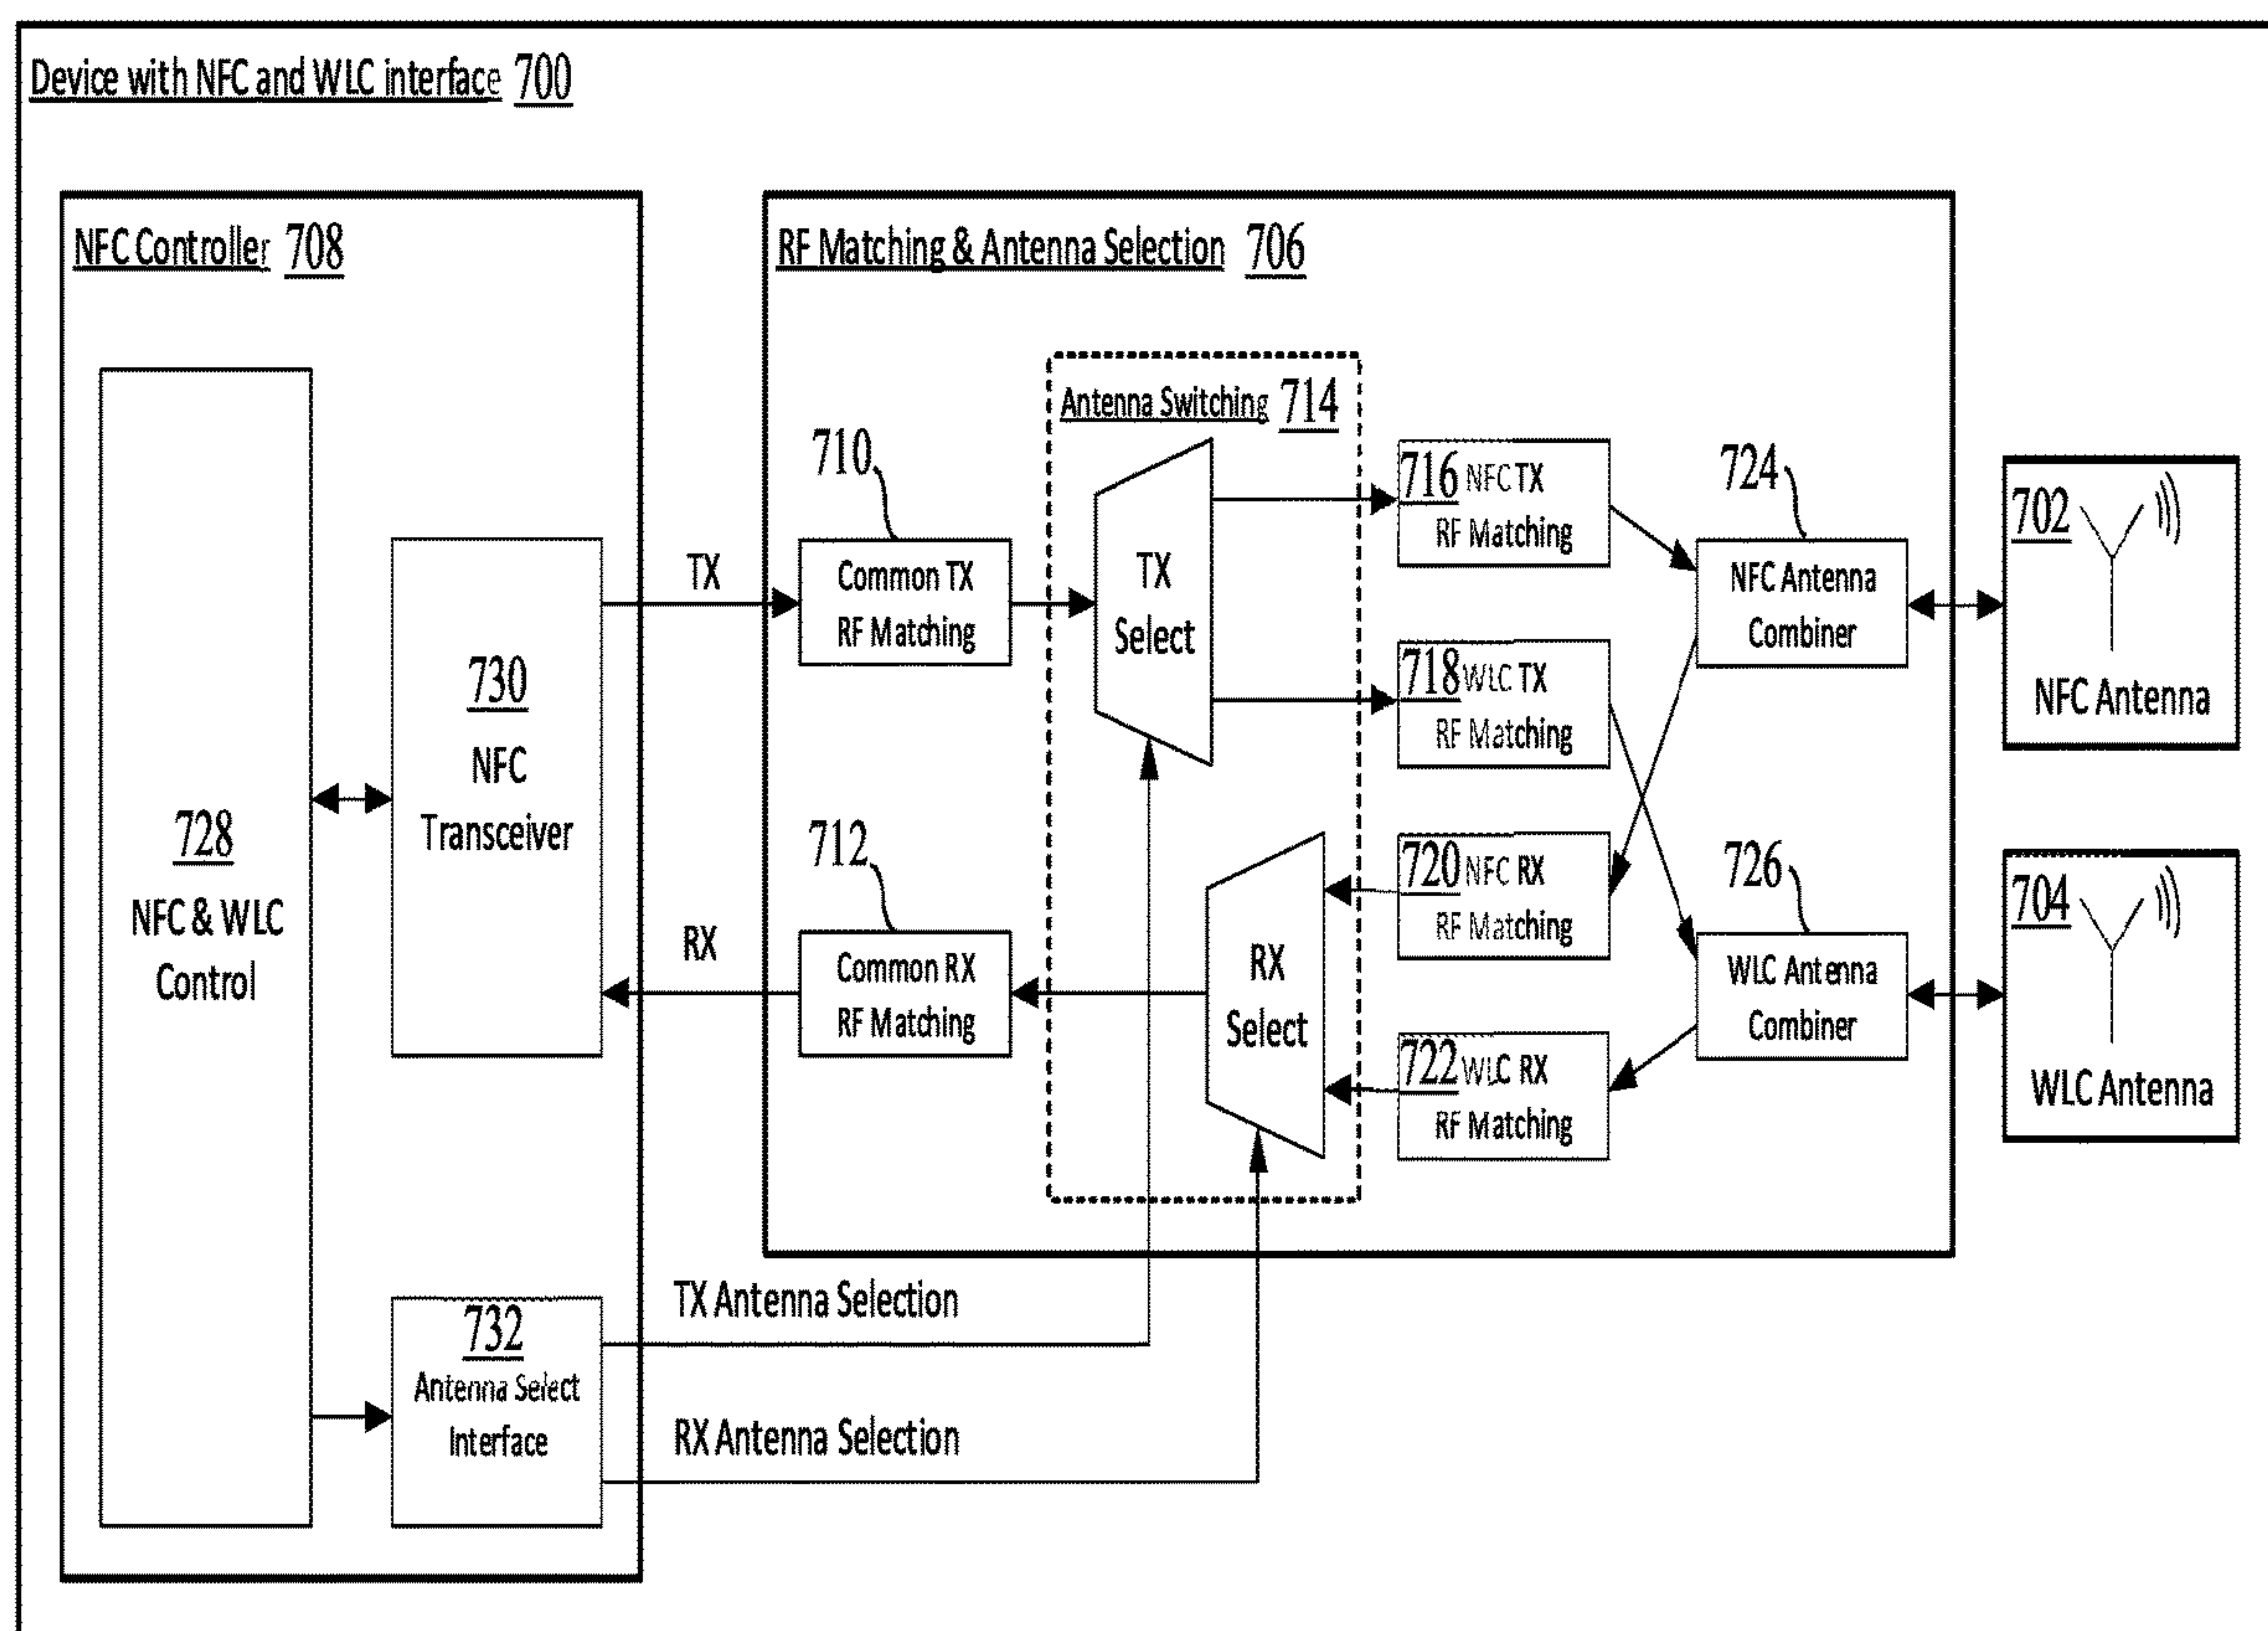 Device with NFC and WLC interface 700
NFC Controller 708
728
NFC & WLC
Control
730
NFC
Transceiver
732
Antenna Select
Interface
TX
RX
TX Antenna Selection
RX Antenna Selection
RF Matching & Antenna Selection 706
710
Common TX
RF Matching
712
Common RX
RF Matching
Antenna Switching 714
TX
Select
RX
Select
716 NFC TX
RF Matching
718 WLC TX
RF Matching
720 NFC RX
RF Matching
722 WLC RX
RF Matching
724
NFC Antenna
Combiner
726
WLC Antenna
Combiner
702
NFC Antenna
704
WLC Antenna